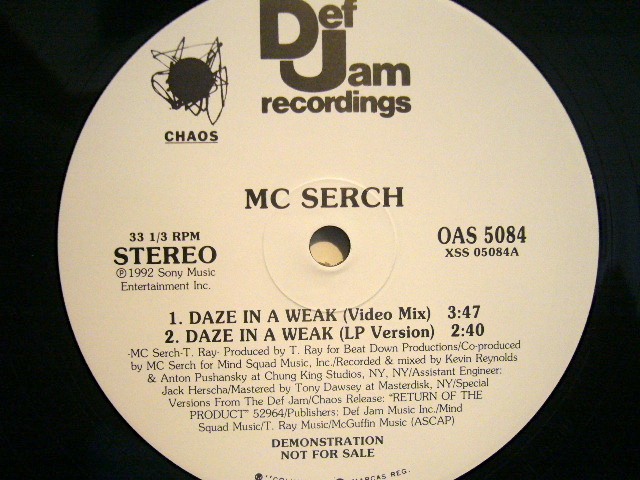 Def
Jam
recordings
CHAOS
MC SERCH
33 1/3 RPM
STEREO
℗1992 Sony Music
Entertainment Inc.
OAS 5084
XSS 05084A
1. DAZE IN A WEAK (Video Mix) 3:47
2. DAZE IN A WEAK (LP Version) 2:40
-MC Serch-T. Ray- Produced by T. Ray for Beat Down Productions/Co-produced
by MC Serch for Mind Squad Music, Inc./Recorded & mixed by Kevin Reynolds
& Anton Pushansky at Chung King Studios, NY, NY/Assistant Engineer:
Jack Herscha/Mastered by Tony Dawsey at Masterdisk, NY/Special
Versions From The Def Jam/Chaos Release: "RETURN OF THE
PRODUCT" 52964/Publishers: Def Jam Music Inc./Mind
Squad Music/T. Ray Music/McGuffin Music (ASCAP)
DEMONSTRATION
NOT FOR SALE
MARCAS REG.